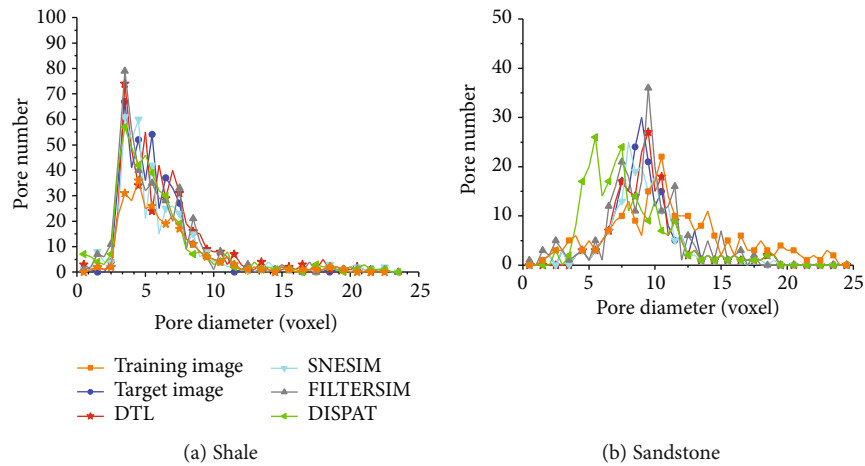 100
90
80
70
60
50
40
30
20
10
0
0 5 10 15 20 25
Pore number
Pore diameter (voxel)
50
40
30
20
10
0
0 5 10 15 20 25
Pore number
Pore diameter (voxel)
Training image
Target image
DTL
SNESIM
FILTERSIM
DISPAT
(a) Shale
(b) Sandstone